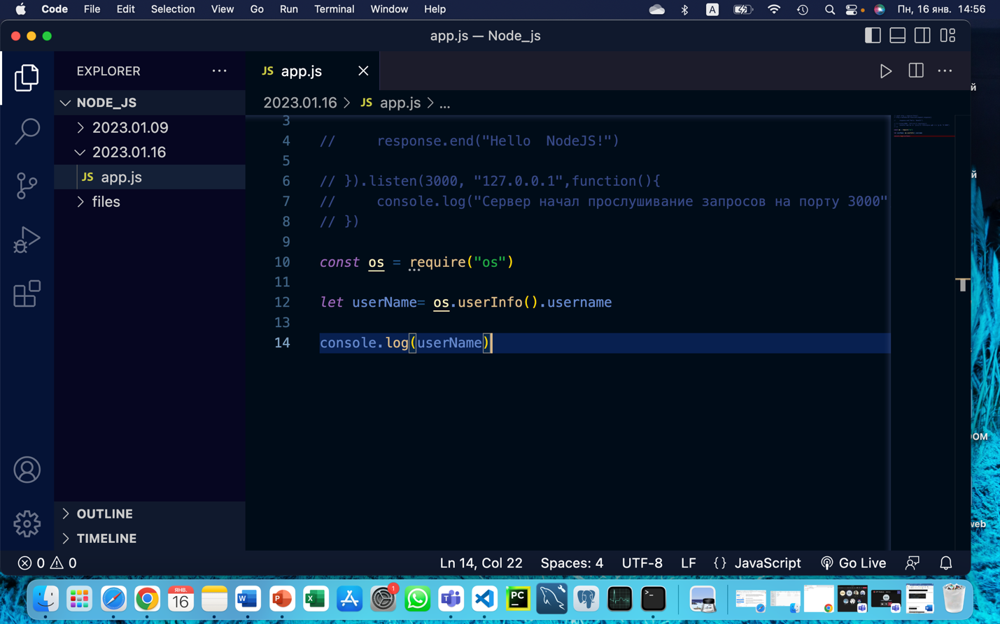 Code File Edit Selection View Go Run Terminal Window Help A Пн, 16 янв. 14:56
app.js — Node_js
EXPLORER ···
JS app.js
NODE_JS
2023.01.16 > JS app.js > ...
2023.01.09
2023.01.16
JS app.js
files
3
4 // response.end("Hello  NodeJS!")
5
6 // }).listen(3000, "127.0.0.1",function(){
7 // console.log("Сервер начал прослушивание запросов на порту 3000"
8 // })
9
10 const os = require("os")
11
12 let userName= os.userInfo().username
13
14 console.log(userName)
OUTLINE
TIMELINE
0 0 Ln 14, Col 22 Spaces: 4 UTF-8 LF {} JavaScript Go Live
й
й
OM
web
ЯНВ.
16
W
P
X
1
PC
>_